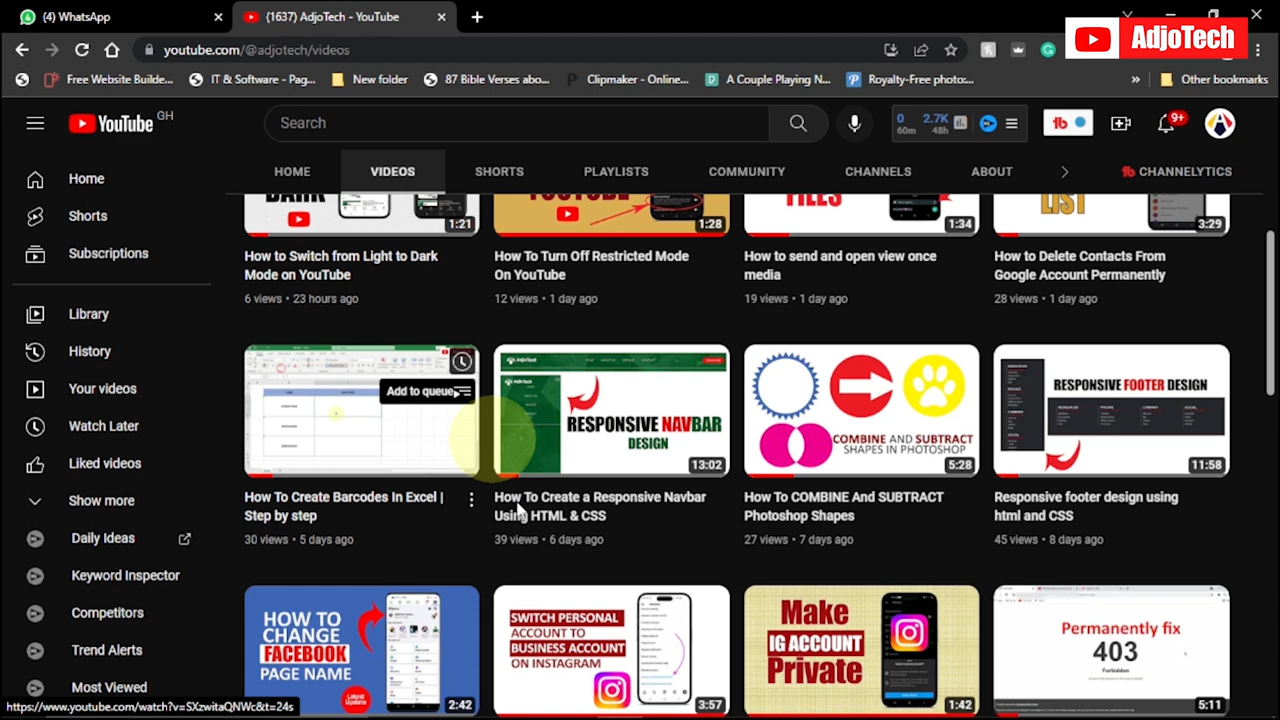 (4) WhatsApp
(1637) AdjoTech - YouTube
youtube.com/@adjotech/videos
AdjoTech
Free Website Builde...
IT & Software - Pag...
New folder
87 Bible Verses abo...
Clipmaker - Online...
A Couple Playing N...
Royalty-Free photo:...
Other bookmarks
YouTube GH
Search
0 60m
2.7K 48h
9+
HOME
VIDEOS
SHORTS
PLAYLISTS
COMMUNITY
CHANNELS
ABOUT
CHANNELYTICS
Home
Shorts
Subscriptions
Library
History
Your videos
Watch Later
Liked videos
Show more
Daily Ideas
Keyword Inspector
Competitors
Trend Alerts
Most Viewed
1:21
1:28
FILES
1:34
LIST
3:29
How to Switch from Light to Dark
Mode on YouTube
6 views • 23 hours ago
How To Turn Off Restricted Mode
On YouTube
12 views • 1 day ago
How to send and open view once
media
19 views • 1 day ago
How to Delete Contacts From
Google Account Permanently
28 views • 1 day ago
Add to queue
RESPONSIVE NAVBAR
DESIGN
13:02
COMBINE AND SUBTRACT
SHAPES IN PHOTOSHOP
5:28
RESPONSIVE FOOTER DESIGN
11:58
How To Create Barcodes In Excel |
Step by step
30 views • 5 days ago
How To Create a Responsive Navbar
Using HTML & CSS
39 views • 6 days ago
How To COMBINE And SUBTRACT
Photoshop Shapes
27 views • 7 days ago
Responsive footer design using
html and CSS
45 views • 8 days ago
HOW TO
CHANGE
FACEBOOK
PAGE NAME
Latest
Update
2:42
SWITCH PERSONAL
ACCOUNT TO
BUSINESS ACCOUNT
ON INSTAGRAM
3:57
Make
IG ACCOUNT
Private
1:42
Permanently fix
403
Forbidden
5:11